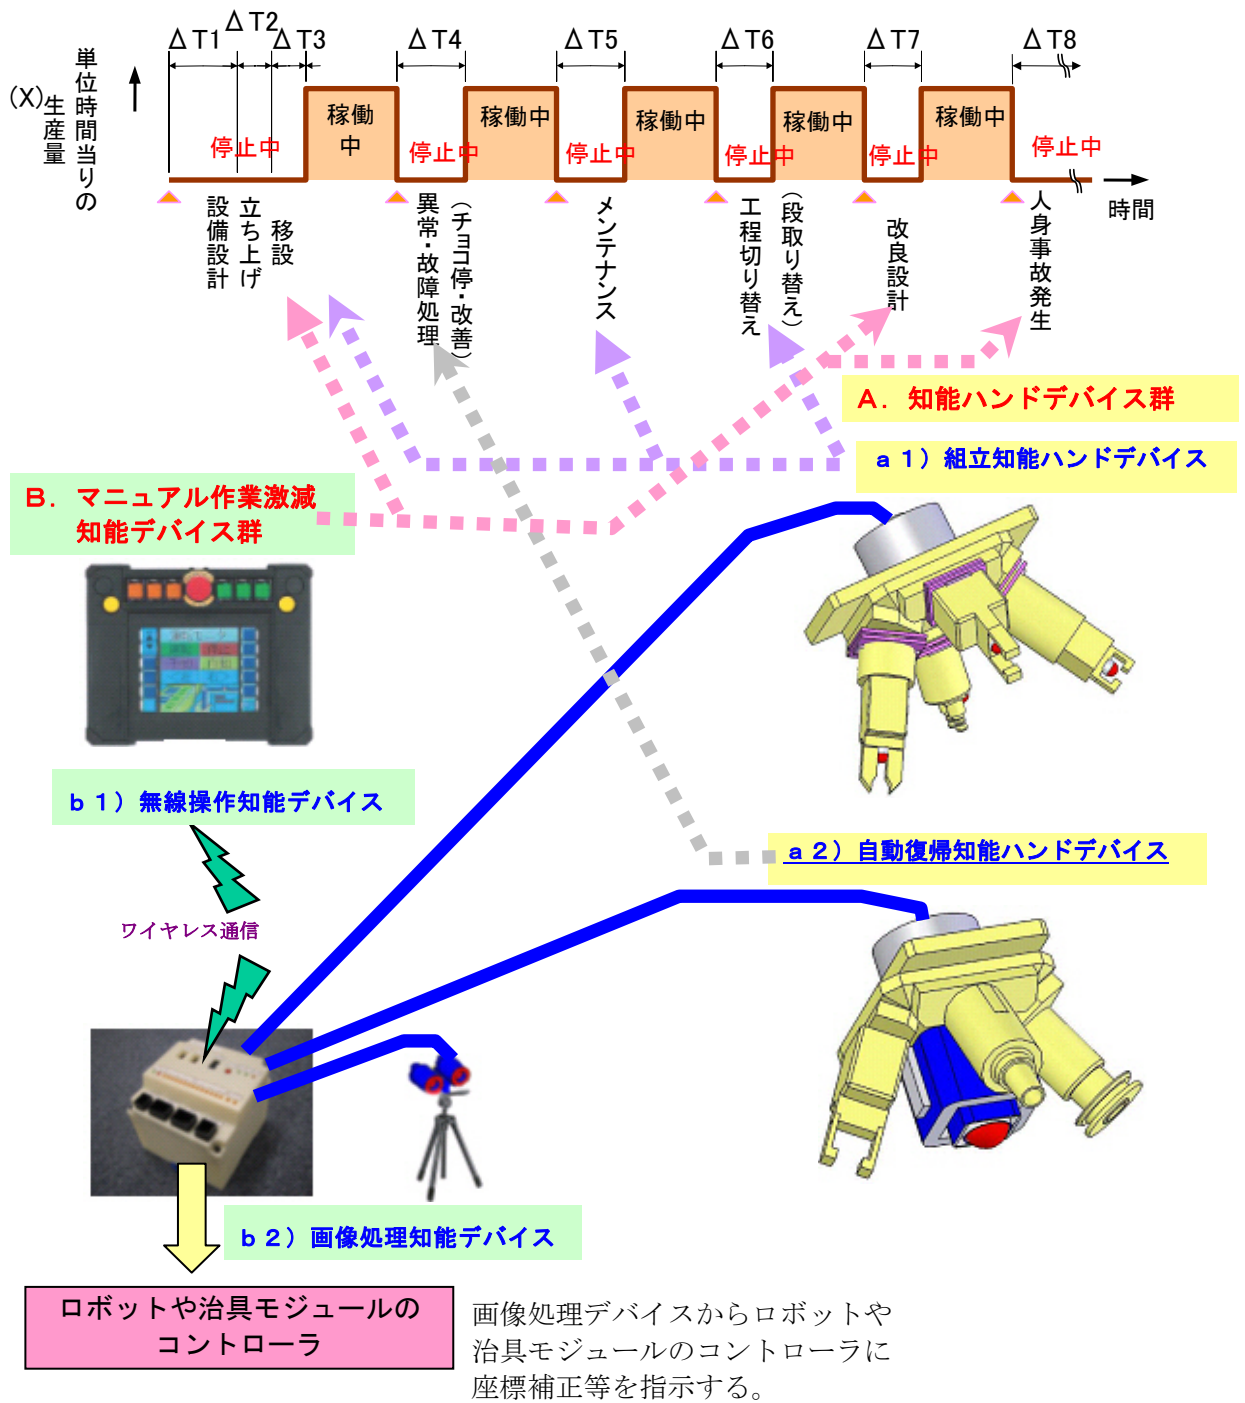 ΔT1
ΔT2
ΔT3
ΔT4
ΔT5
ΔT6
ΔT7
ΔT8
(X)
単位時間当りの
生産量
稼働
中
稼働中
稼働中
稼働中
稼働中
停止中
停止中
停止中
停止中
停止中
停止中
時間
設備設計
立ち上げ
移設
異常・故障処理
（チョコ停・改善）
メンテナンス
工程切り替え
（段取り替え）
改良設計
人身事故発生
A. 知能ハンドデバイス群
a1）組立知能ハンドデバイス
B. マニュアル作業激減
知能デバイス群
b1）無線操作知能デバイス
a2）自動復帰知能ハンドデバイス
ワイヤレス通信
b2）画像処理知能デバイス
ロボットや治具モジュールの
コントローラ
画像処理デバイスからロボットや
治具モジュールのコントローラに
座標補正等を指示する。